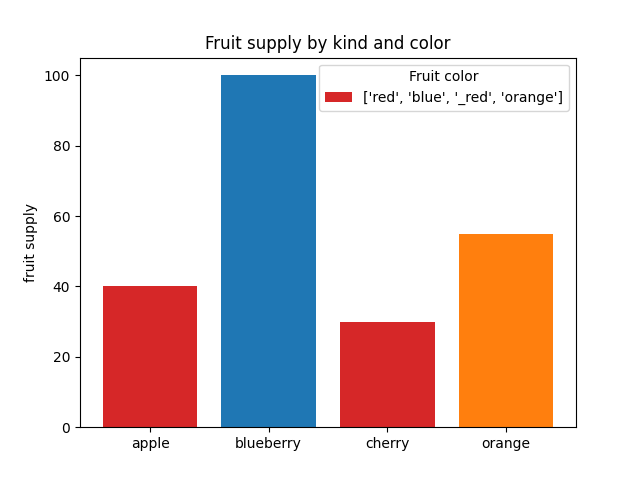 Fruit supply by kind and color
Fruit color
['red', 'blue', '_red', 'orange']
fruit supply
100
80
60
40
20
0
apple blueberry cherry orange